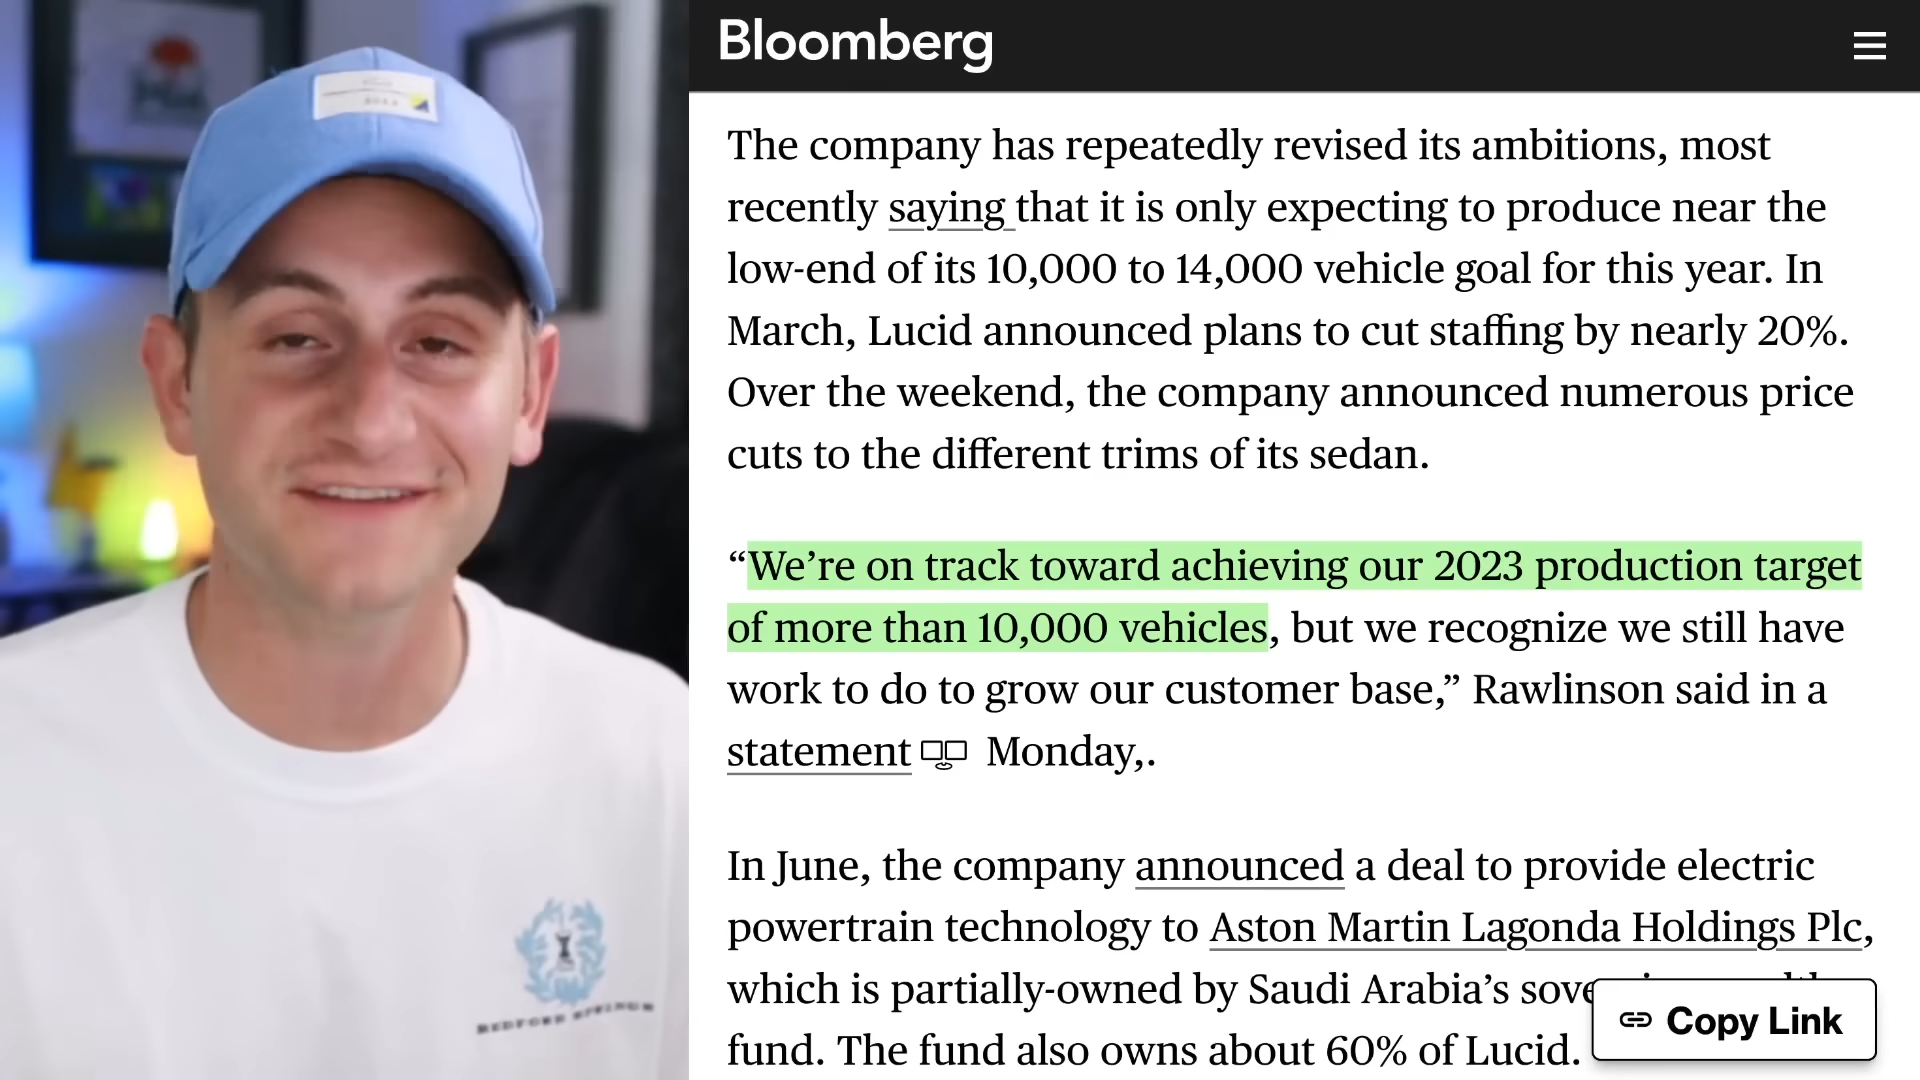 Bloomberg
The company has repeatedly revised its ambitions, most
recently saying that it is only expecting to produce near the
low-end of its 10,000 to 14,000 vehicle goal for this year. In
March, Lucid announced plans to cut staffing by nearly 20%.
Over the weekend, the company announced numerous price
cuts to the different trims of its sedan.
“We’re on track toward achieving our 2023 production target
of more than 10,000 vehicles, but we recognize we still have
work to do to grow our customer base,” Rawlinson said in a
statement Monday,.
In June, the company announced a deal to provide electric
powertrain technology to Aston Martin Lagonda Holdings Plc,
which is partially-owned by Saudi Arabia’s
fund. The fund also owns about 60% of Lucid.
Copy Link
BEDFORD SPRINGS